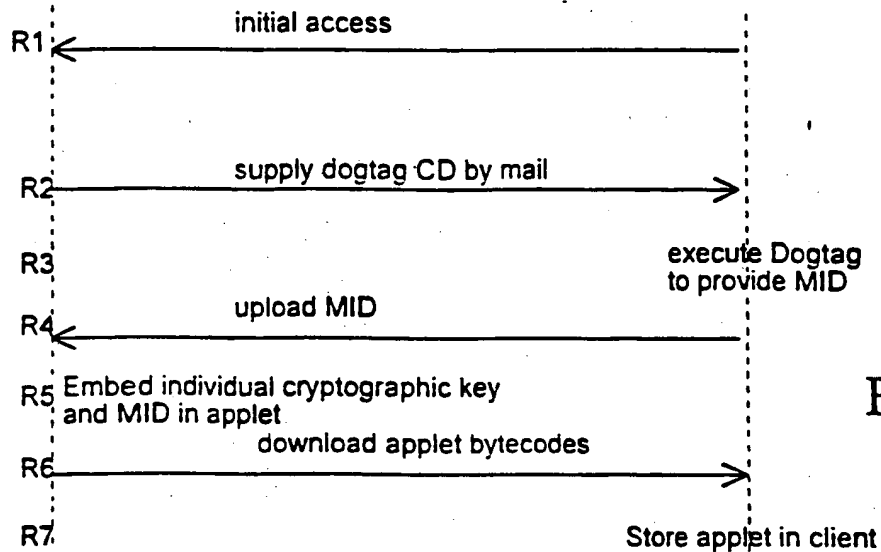 initial access
R1
supply dogtag CD by mail
R2
R3
execute Dogtag
to provide MID
upload MID
R4
R5 Embed individual cryptographic key
and MID in applet
F
download applet bytecodes
R6
R7
Store applet in client